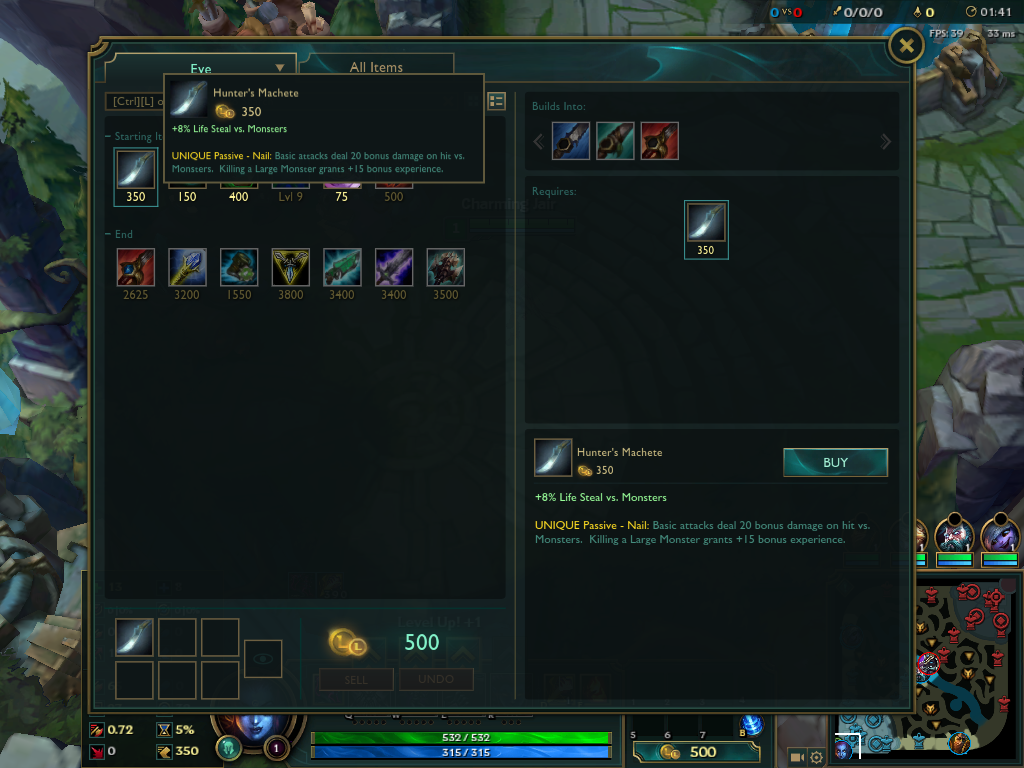 0 vs 0 0/0/0 0 01:41
FPS: 39 33 ms
Eye All Items
[Ctrl][L] o
Hunter's Machete
350
+8% Life Steal vs. Monsters
UNIQUE Passive - Nail: Basic attacks deal 20 bonus damage on hit vs.
Monsters. Killing a Large Monster grants +15 bonus experience.
Starting It
350 150 400 Lvl 9 75 500
End
2625 3200 1550 3800 3400 3400 3500
Builds Into:
Requires:
350
Hunter's Machete
350
BUY
+8% Life Steal vs. Monsters
UNIQUE Passive - Nail: Basic attacks deal 20 bonus damage on hit vs.
Monsters. Killing a Large Monster grants +15 bonus experience.
Level Up! +1
500
SELL UNDO
0.72 5%
0 350
1
Q W E R
532 / 532
315 / 315
5 6 7 B
500
1 1